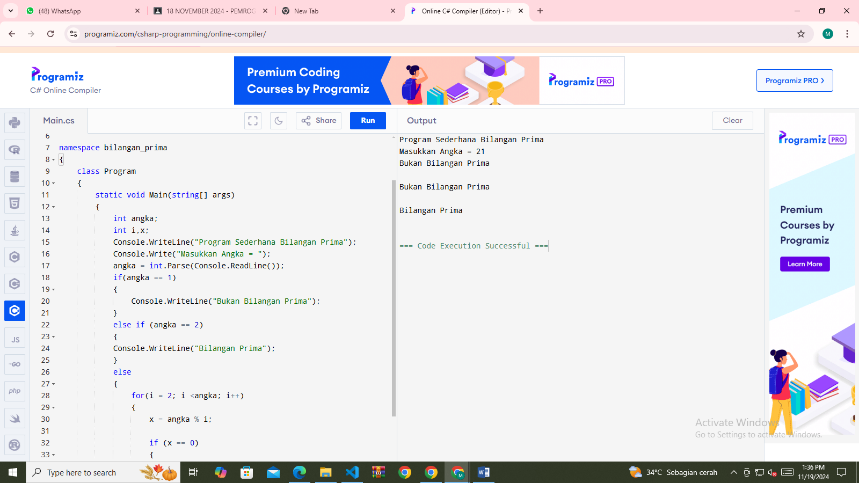 (48) WhatsApp
18 NOVEMBER 2024 - PEMROG
New Tab
Online C# Compiler (Editor) - Pr
programiz.com/csharp-programming/online-compiler/
M
Programiz
C# Online Compiler
Premium Coding
Courses by Programiz
Programiz PRO
Programiz PRO >
Main.cs
Share
Run
Output
Clear
6
7 namespace bilangan_prima
8 {
9 class Program
10 {
11 static void Main(string[] args)
12 {
13 int angka;
14 int i,x;
15 Console.WriteLine("Program Sederhana Bilangan Prima");
16 Console.Write("Masukkan Angka = ");
17 angka = int.Parse(Console.ReadLine());
18 if(angka == 1)
19 {
20 Console.WriteLine("Bukan Bilangan Prima");
21 }
22 else if (angka == 2)
23 {
24 Console.WriteLine("Bilangan Prima");
25 }
26 else
27 {
28 for(i = 2; i <angka; i++)
29 {
30 x = angka % i;
31
32 if (x == 0)
33 {
Program Sederhana Bilangan Prima
Masukkan Angka = 21
Bukan Bilangan Prima
Bukan Bilangan Prima
Bilangan Prima
=== Code Execution Successful ===
JS
GO
php
Programiz PRO
Premium
Courses by
Programiz
Learn More
Activate Windows
Go to Settings to activate Windows.
Type here to search
34°C Sebagian cerah
1:36 PM
11/19/2024